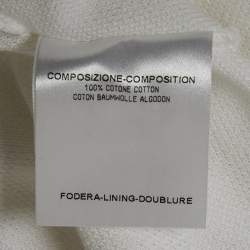 COMPOSIZIONE-COMPOSITION
100% COTONE COTTON
COTON BAUMWOLLE ALGODON
FODERA-LINING-DOUBLURE